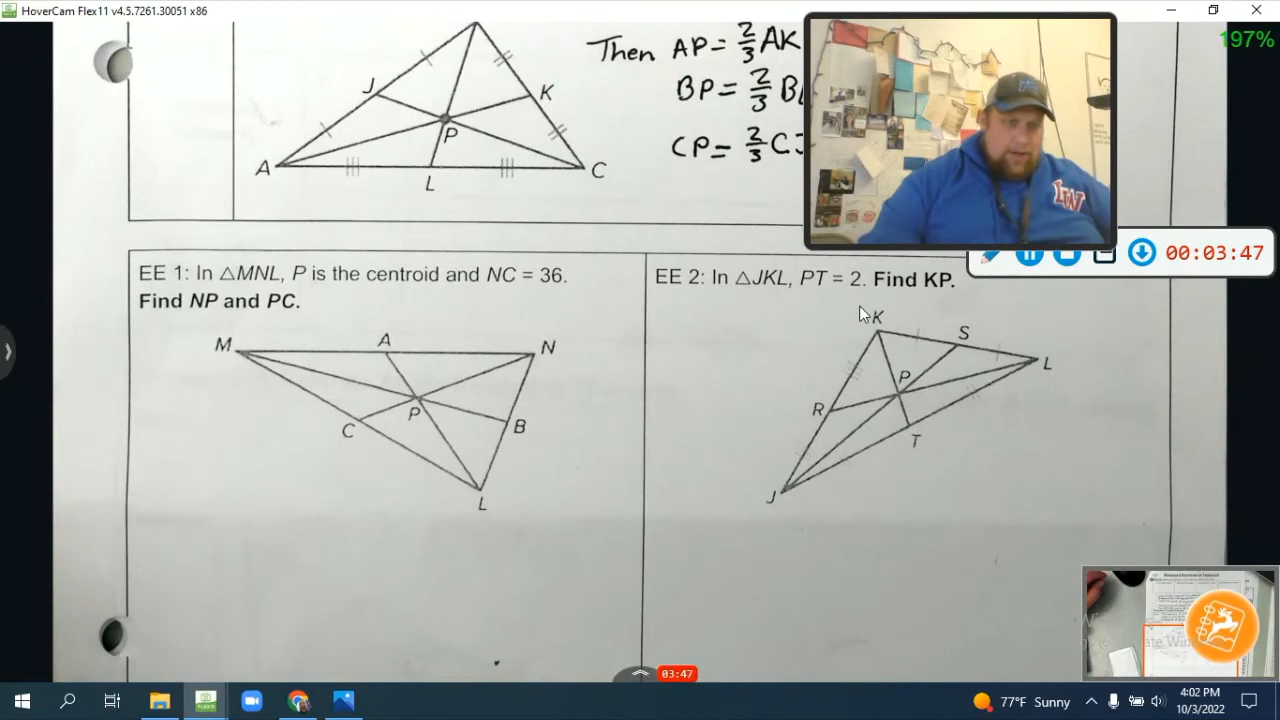 HoverCam Flex11 v4.5.7261.30051 x86
197%
Then AP = 2/3 AK
BP = 2/3 B
CP = 2/3 C
J
K
P
A
L
C
00:03:47
EE 1: In △MNL, P is the centroid and NC = 36.
Find NP and PC.
M
A
N
P
C
B
L
EE 2: In △JKL, PT = 2. Find KP.
K
S
L
P
R
T
J
03:47
77°F Sunny
4:02 PM
10/3/2022